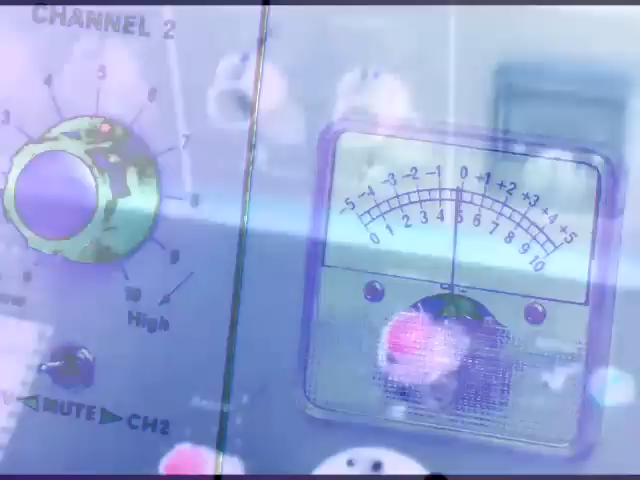 CHANNEL 2
3 4 5 6 7 8 9 10
High
MUTE CH2
-5 -4 -3 -2 -1 0 +1 +2 +3 +4 +5
0 1 2 3 4 5 6 7 8 9 10